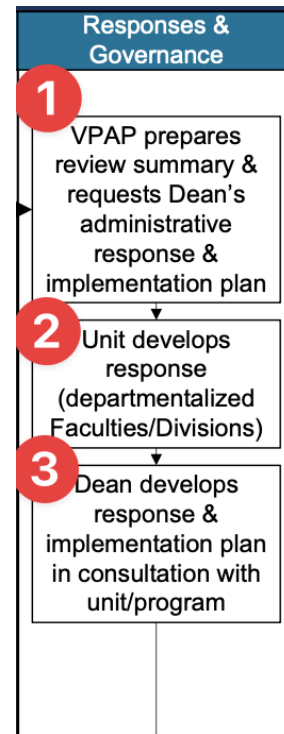 Responses &
Governance
1
VPAP prepares
review summary &
requests Dean’s
administrative
response &
implementation plan
2
Unit develops
response
(departmentalized
Faculties/Divisions)
3
Dean develops
response &
implementation plan
in consultation with
unit/program